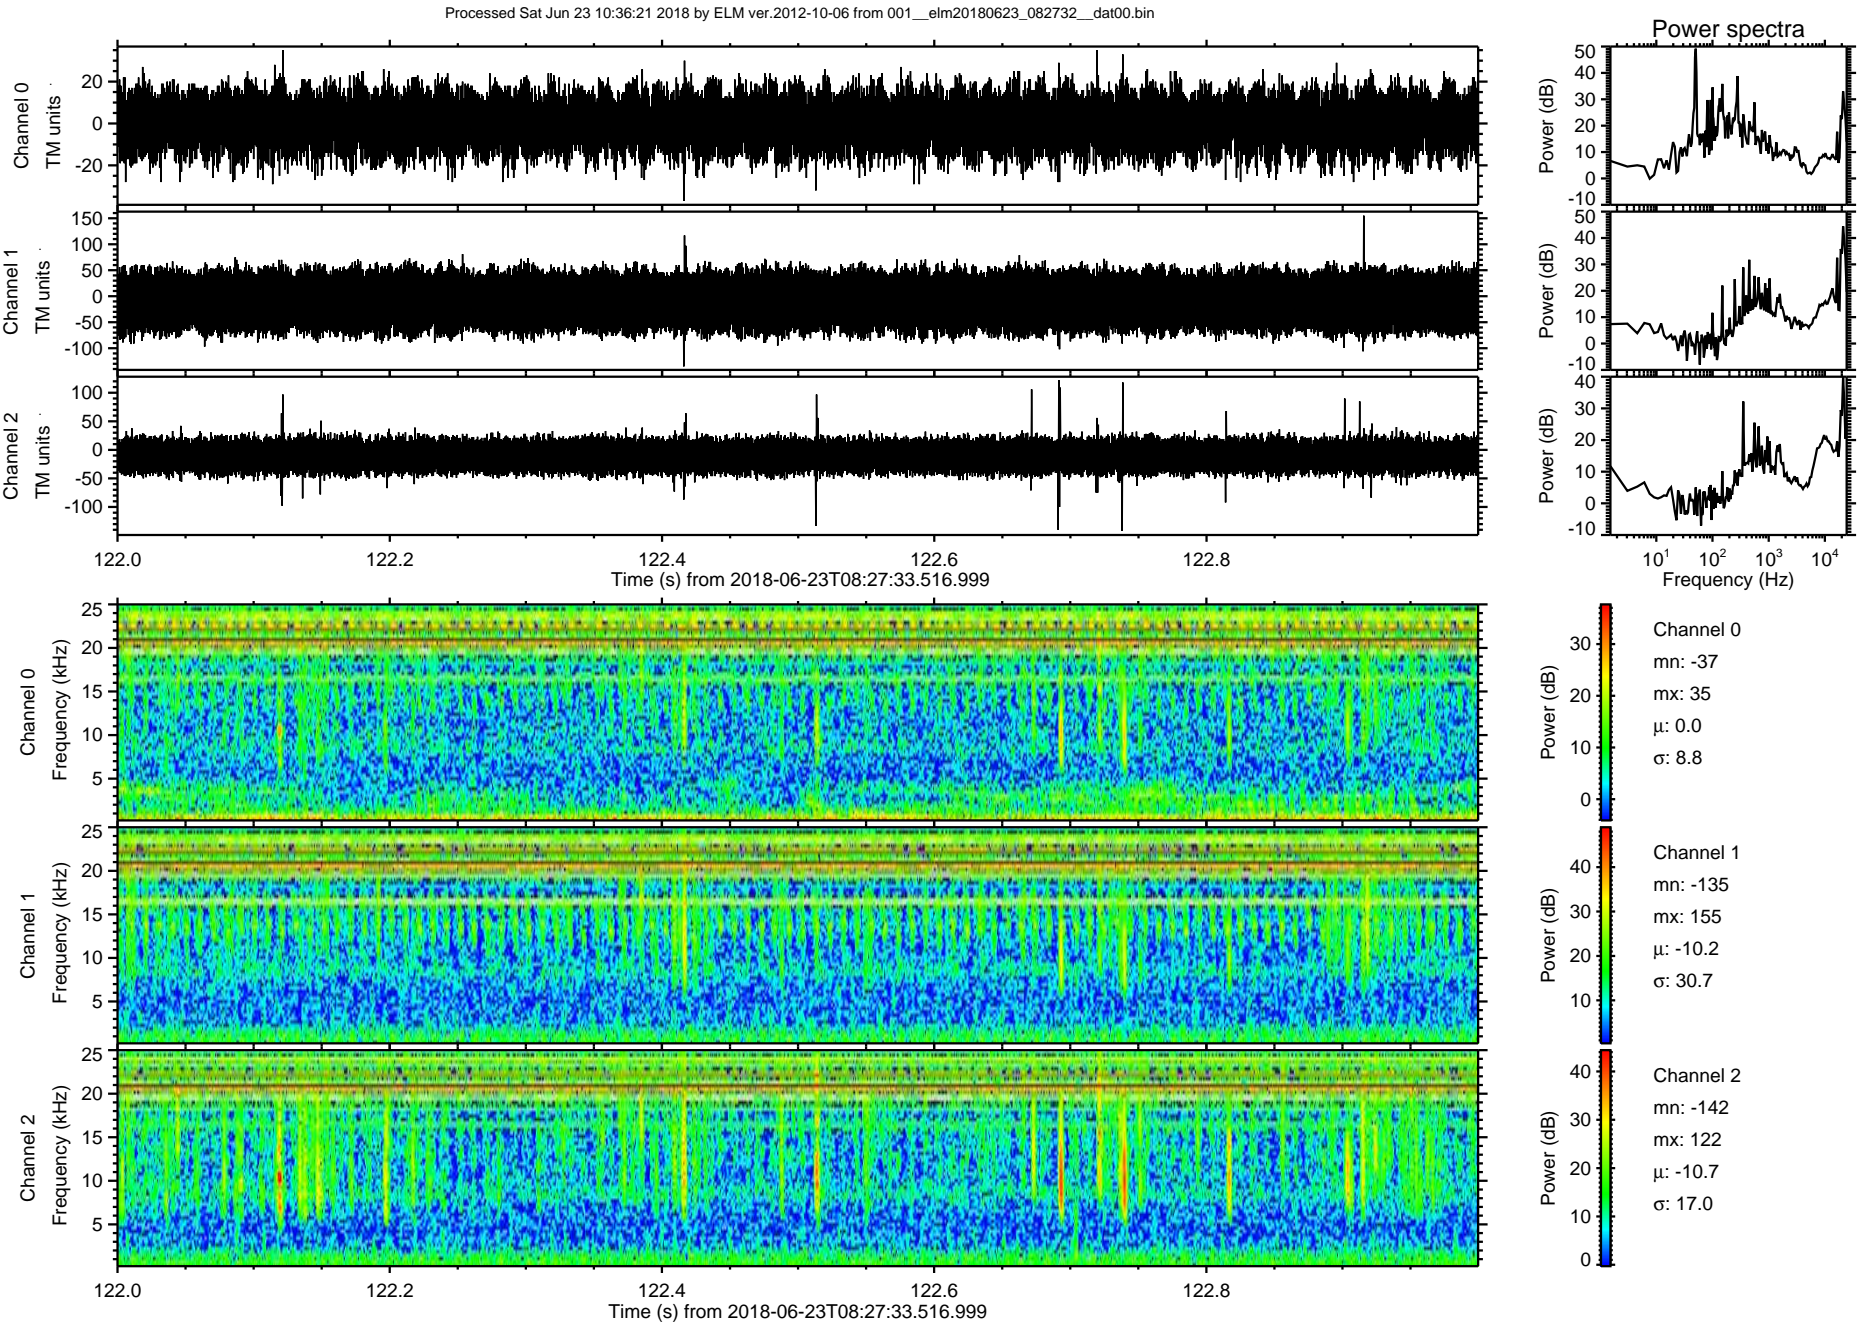 Processed Sat Jun 23 10:36:21 2018 by ELM ver.2012-10-06 from 001__elm20180623_082732__dat00.bin
Power spectra
Channel 0
TM units
20
0
-20
Power (dB)
50
40
30
20
10
0
-10
Channel 1
TM units
150
100
50
0
-50
-100
Power (dB)
50
40
30
20
10
0
-10
Channel 2
TM units
100
50
0
-50
-100
Power (dB)
40
30
20
10
0
-10
122.0 122.2 122.4 122.6 122.8
Time (s) from 2018-06-23T08:27:33.516.999
10¹ 10² 10³ 10⁴
Frequency (Hz)
Channel 0
Frequency (kHz)
25
20
15
10
5
Power (dB)
30
20
10
0
Channel 0
mn: -37
mx: 35
µ: 0.0
σ: 8.8
Channel 1
Frequency (kHz)
25
20
15
10
5
Power (dB)
40
30
20
10
Channel 1
mn: -135
mx: 155
µ: -10.2
σ: 30.7
Channel 2
Frequency (kHz)
25
20
15
10
5
Power (dB)
40
30
20
10
0
Channel 2
mn: -142
mx: 122
µ: -10.7
σ: 17.0
122.0 122.2 122.4 122.6 122.8
Time (s) from 2018-06-23T08:27:33.516.999